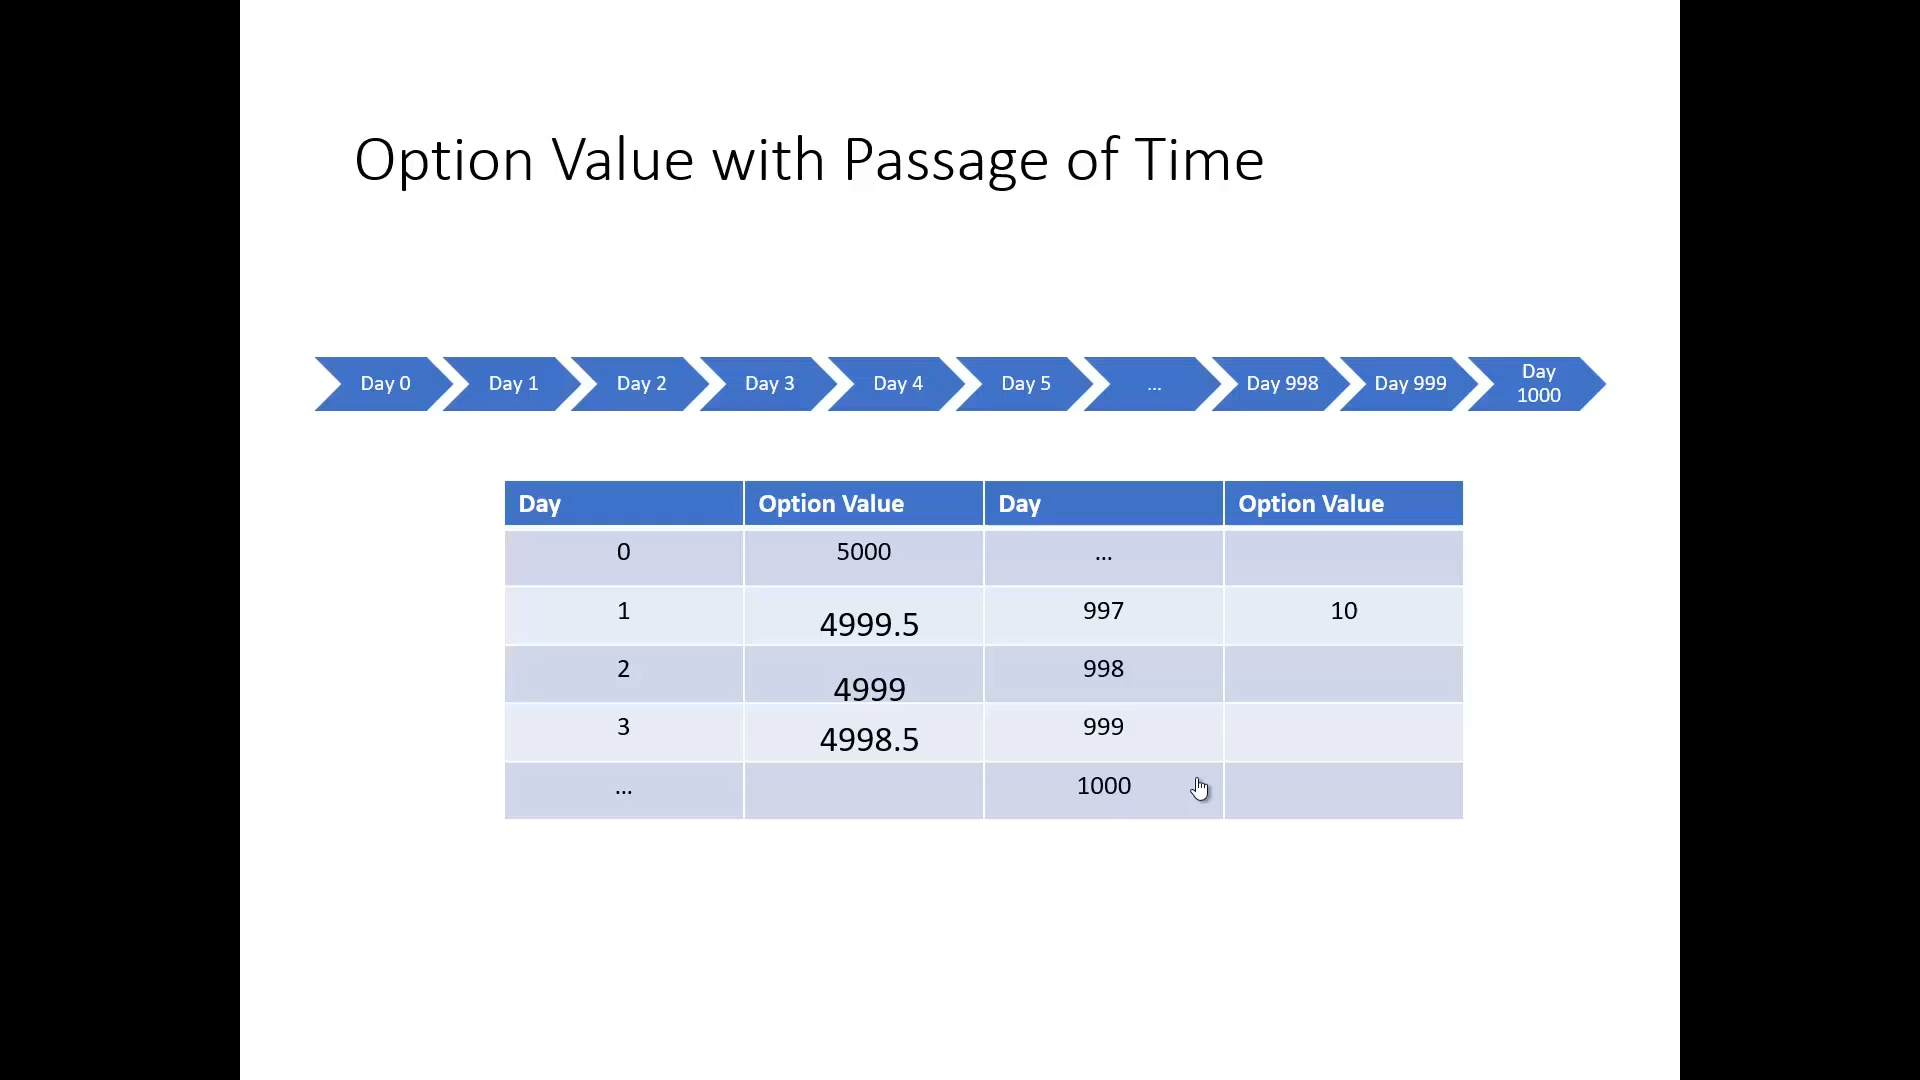 Option Value with Passage of Time
Day 0 Day 1 Day 2 Day 3 Day 4 Day 5 ... Day 998 Day 999 Day 1000
Day Option Value Day Option Value
0 5000 ...
1 4999.5 997 10
2 4999 998
3 4998.5 999
... 1000